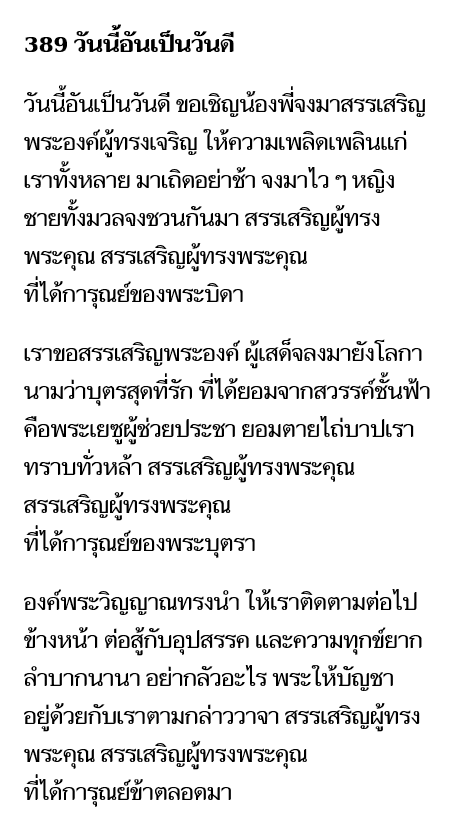 389 วันนี้อันเป็นวันดี
วันนี้อันเป็นวันดี ขอเชิญน้องพี่จงมาสรรเสริญ
พระองค์ผู้ทรงเจริญ ให้ความเพลิดเพลินแก่
เราทั้งหลาย มาเถิดอย่าช้า จงมาไว ๆ หญิง
ชายทั้งมวลจงชวนกันมา สรรเสริญผู้ทรง
พระคุณ สรรเสริญผู้ทรงพระคุณ
ที่ได้การุณย์ของพระบิดา
เราขอสรรเสริญพระองค์ ผู้เสด็จลงมายังโลกา
นามว่าบุตรสุดที่รัก ที่ได้ยอมจากสวรรค์ชั้นฟ้า
คือพระเยซูผู้ช่วยประชา ยอมตายไถ่บาปเรา
ทราบทั่วหล้า สรรเสริญผู้ทรงพระคุณ
สรรเสริญผู้ทรงพระคุณ
ที่ได้การุณย์ของพระบุตรา
องค์พระวิญญาณทรงนำ ให้เราติดตามต่อไป
ข้างหน้า ต่อสู้กับอุปสรรค และความทุกข์ยาก
ลำบากนานา อย่ากลัวอะไร พระให้บัญชา
อยู่ด้วยกับเราตามกล่าววาจา สรรเสริญผู้ทรง
พระคุณ สรรเสริญผู้ทรงพระคุณ
ที่ได้การุณย์ข้าตลอดมา